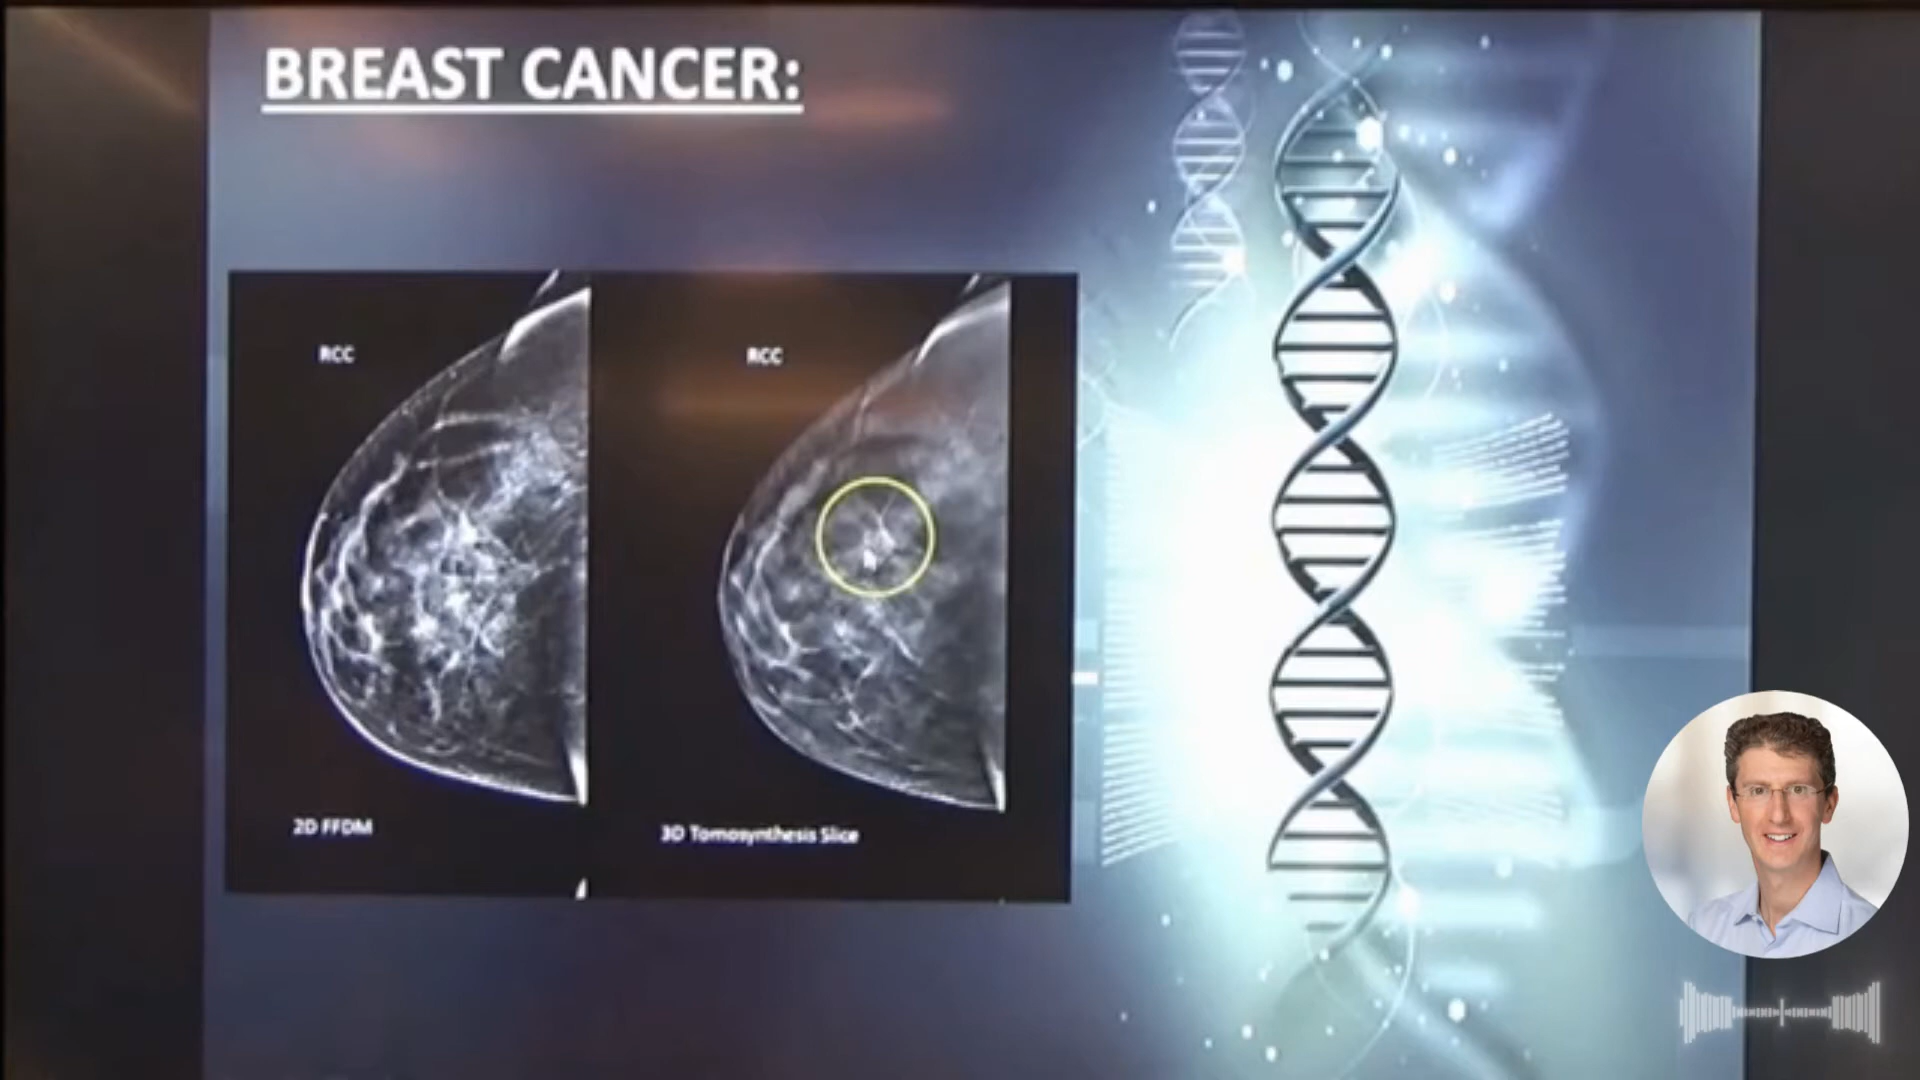 BREAST CANCER:
RCC
RCC
2D FFDM
3D Tomosynthesis Slice